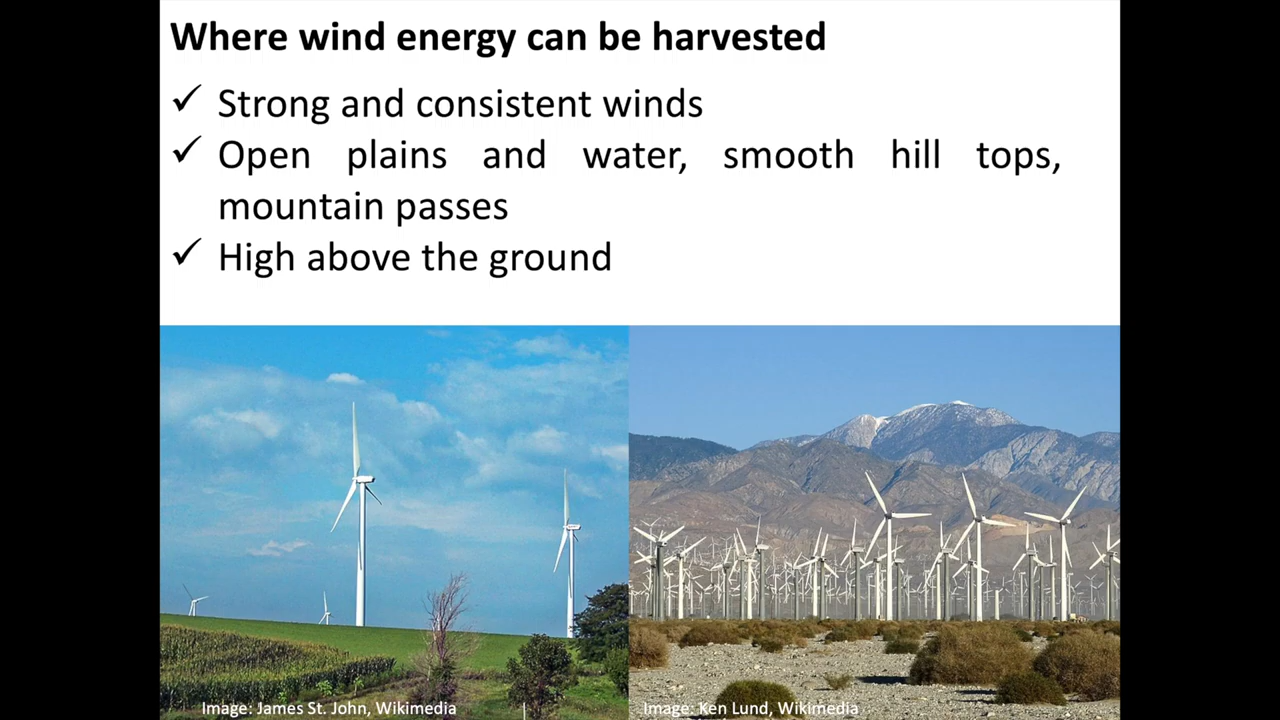 Where wind energy can be harvested
✓ Strong and consistent winds
✓ Open plains and water, smooth hill tops,
mountain passes
✓ High above the ground
Image: James St. John, Wikimedia
Image: Ken Lund, Wikimedia